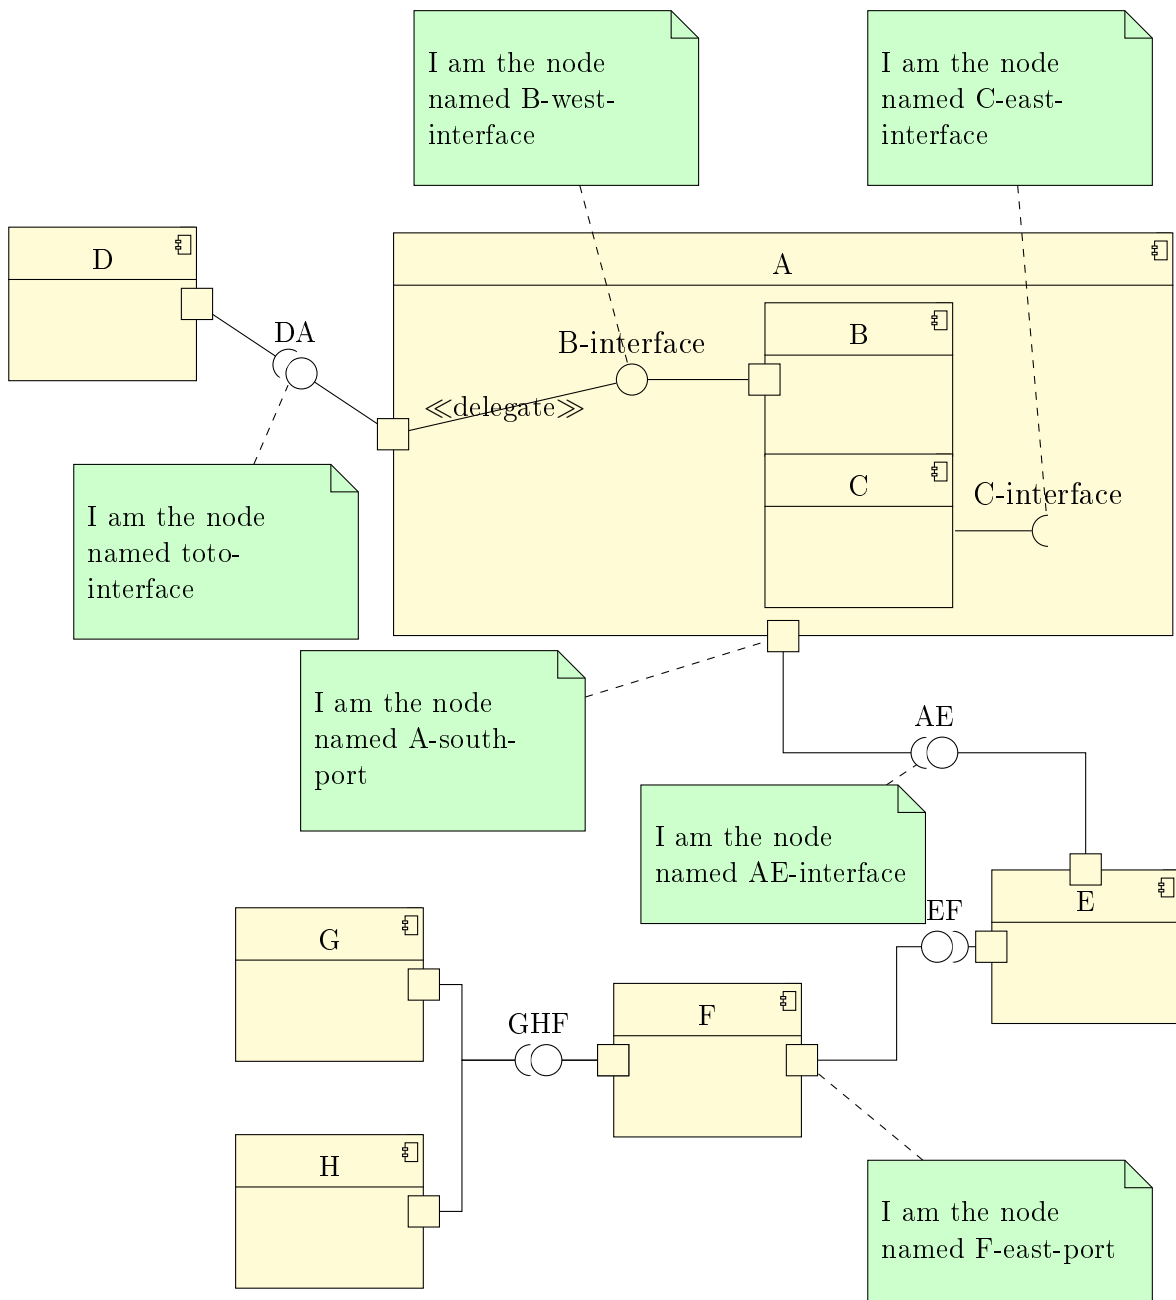 I am the node
named B-west-
interface
I am the node
named C-east-
interface
D
A
DA
B-interface
B
≪delegate≫
C
C-interface
I am the node
named toto-
interface
I am the node
named A-south-
port
AE
I am the node
named AE-interface
EF
E
G
GHF
F
H
I am the node
named F-east-port